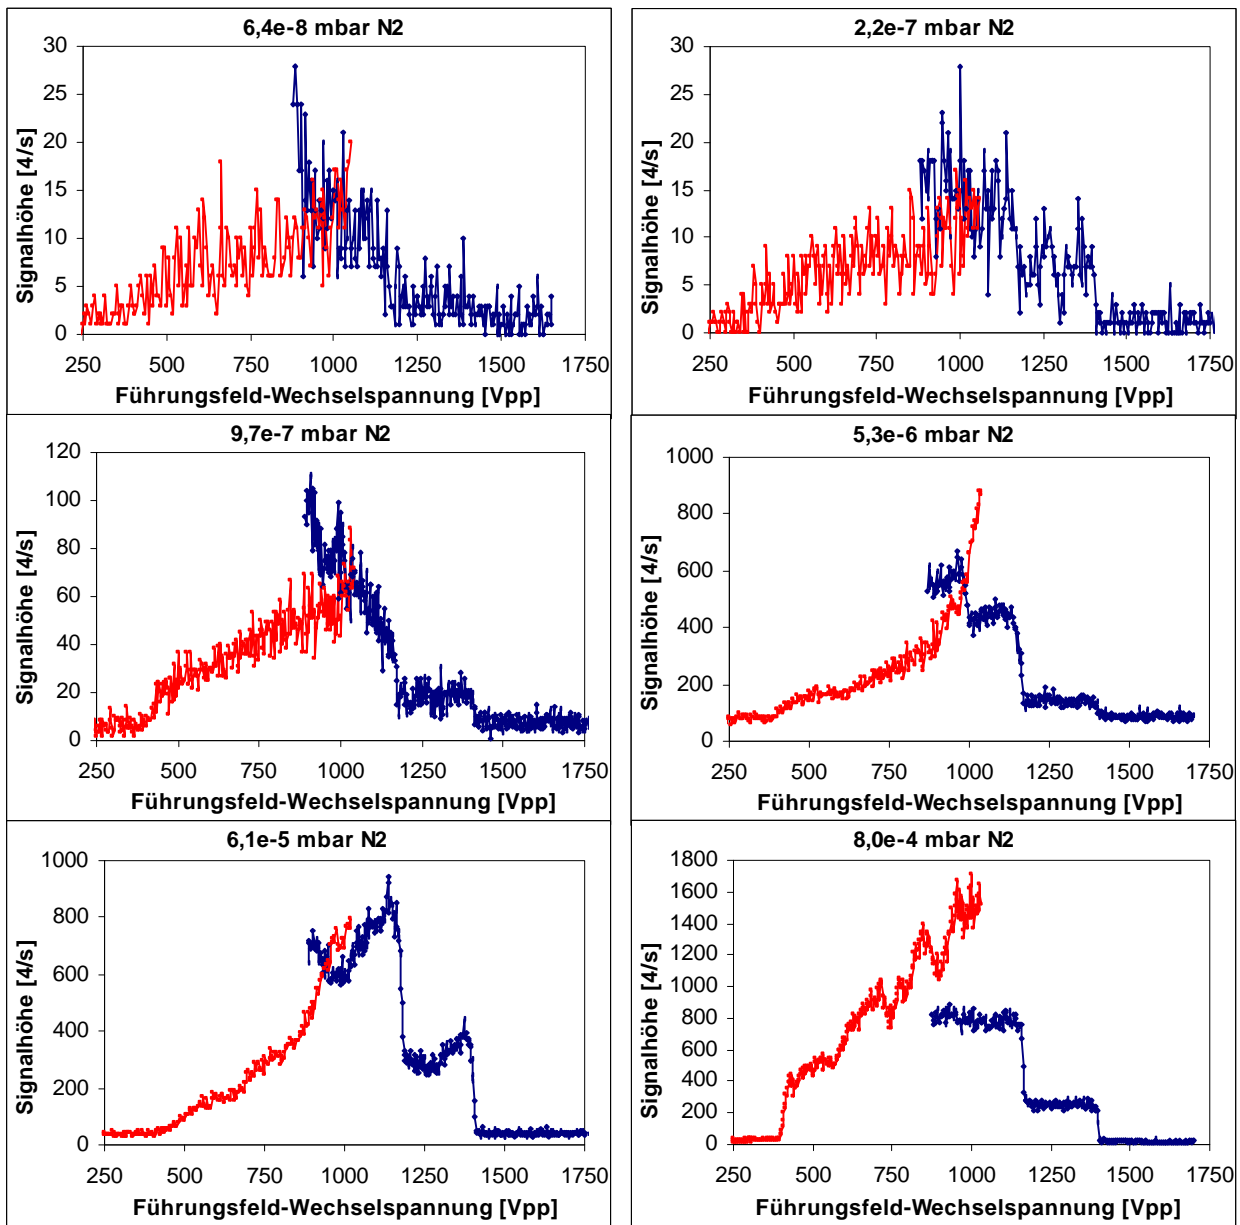 6,4e-8 mbar N2
Signalhöhe [4/s]
30
25
20
15
10
5
0
250 500 750 1000 1250 1500 1750
Führungsfeld-Wechselspannung [Vpp]
2,2e-7 mbar N2
Signalhöhe [4/s]
30
25
20
15
10
5
0
250 500 750 1000 1250 1500 1750
Führungsfeld-Wechselspannung [Vpp]
9,7e-7 mbar N2
Signalhöhe [4/s]
120
100
80
60
40
20
0
250 500 750 1000 1250 1500 1750
Führungsfeld-Wechselspannung [Vpp]
5,3e-6 mbar N2
Signalhöhe [4/s]
1000
800
600
400
200
0
250 500 750 1000 1250 1500 1750
Führungsfeld-Wechselspannung [Vpp]
6,1e-5 mbar N2
Signalhöhe [4/s]
1000
800
600
400
200
0
250 500 750 1000 1250 1500 1750
Führungsfeld-Wechselspannung [Vpp]
8,0e-4 mbar N2
Signalhöhe [4/s]
1800
1600
1400
1200
1000
800
600
400
200
0
250 500 750 1000 1250 1500 1750
Führungsfeld-Wechselspannung [Vpp]